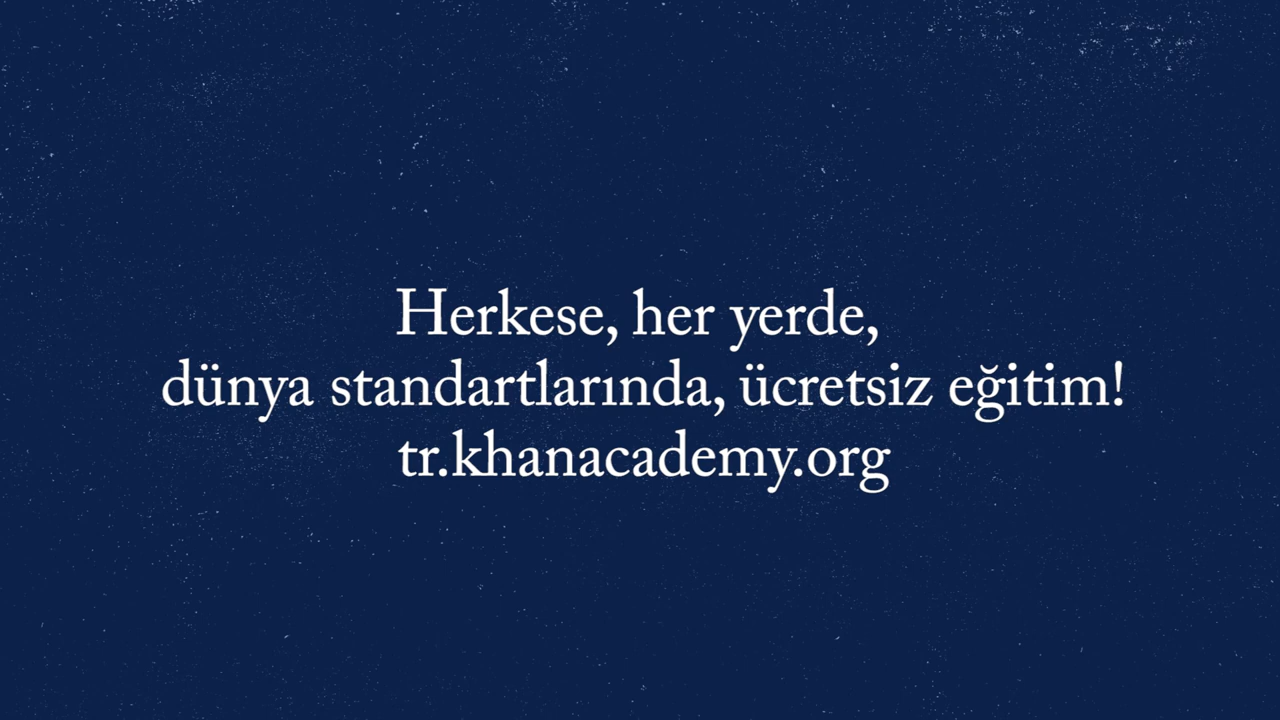 Herkese, her yerde,
dünya standartlarında, ücretsiz eğitim!
tr.khanacademy.org